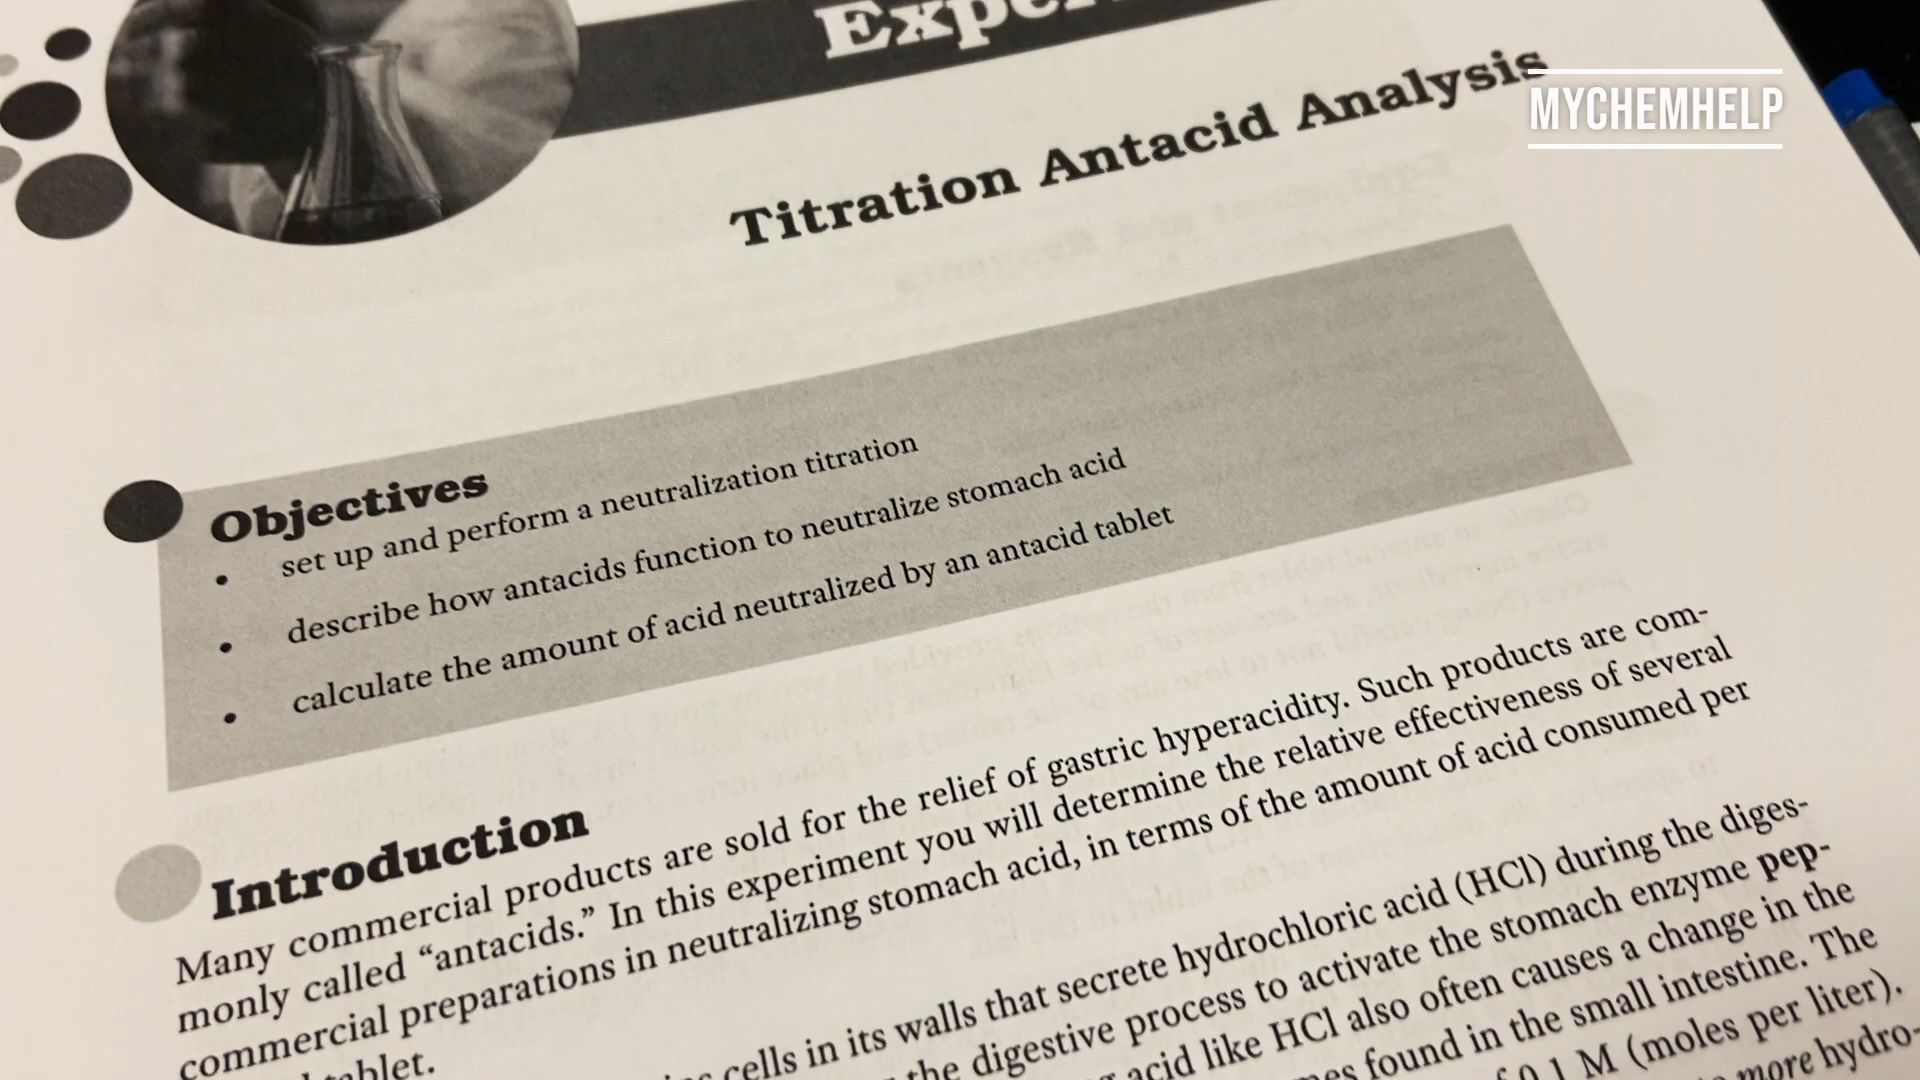 Exper
MYCHEMHELP
Titration Antacid Analysis
Objectives
• set up and perform a neutralization titration
• describe how antacids function to neutralize stomach acid
• calculate the amount of acid neutralized by an antacid tablet
Introduction
Many commercial products are sold for the relief of gastric hyperacidity. Such products are com-
monly called “antacids.” In this experiment you will determine the relative effectiveness of several
commercial preparations in neutralizing stomach acid, in terms of the amount of acid consumed per
tablet.
cells in its walls that secrete hydrochloric acid (HCl) during the diges-
the digestive process to activate the stomach enzyme pep-
acid like HCl also often causes a change in the
found in the small intestine. The
0.1 M (moles per liter).
more hydro-